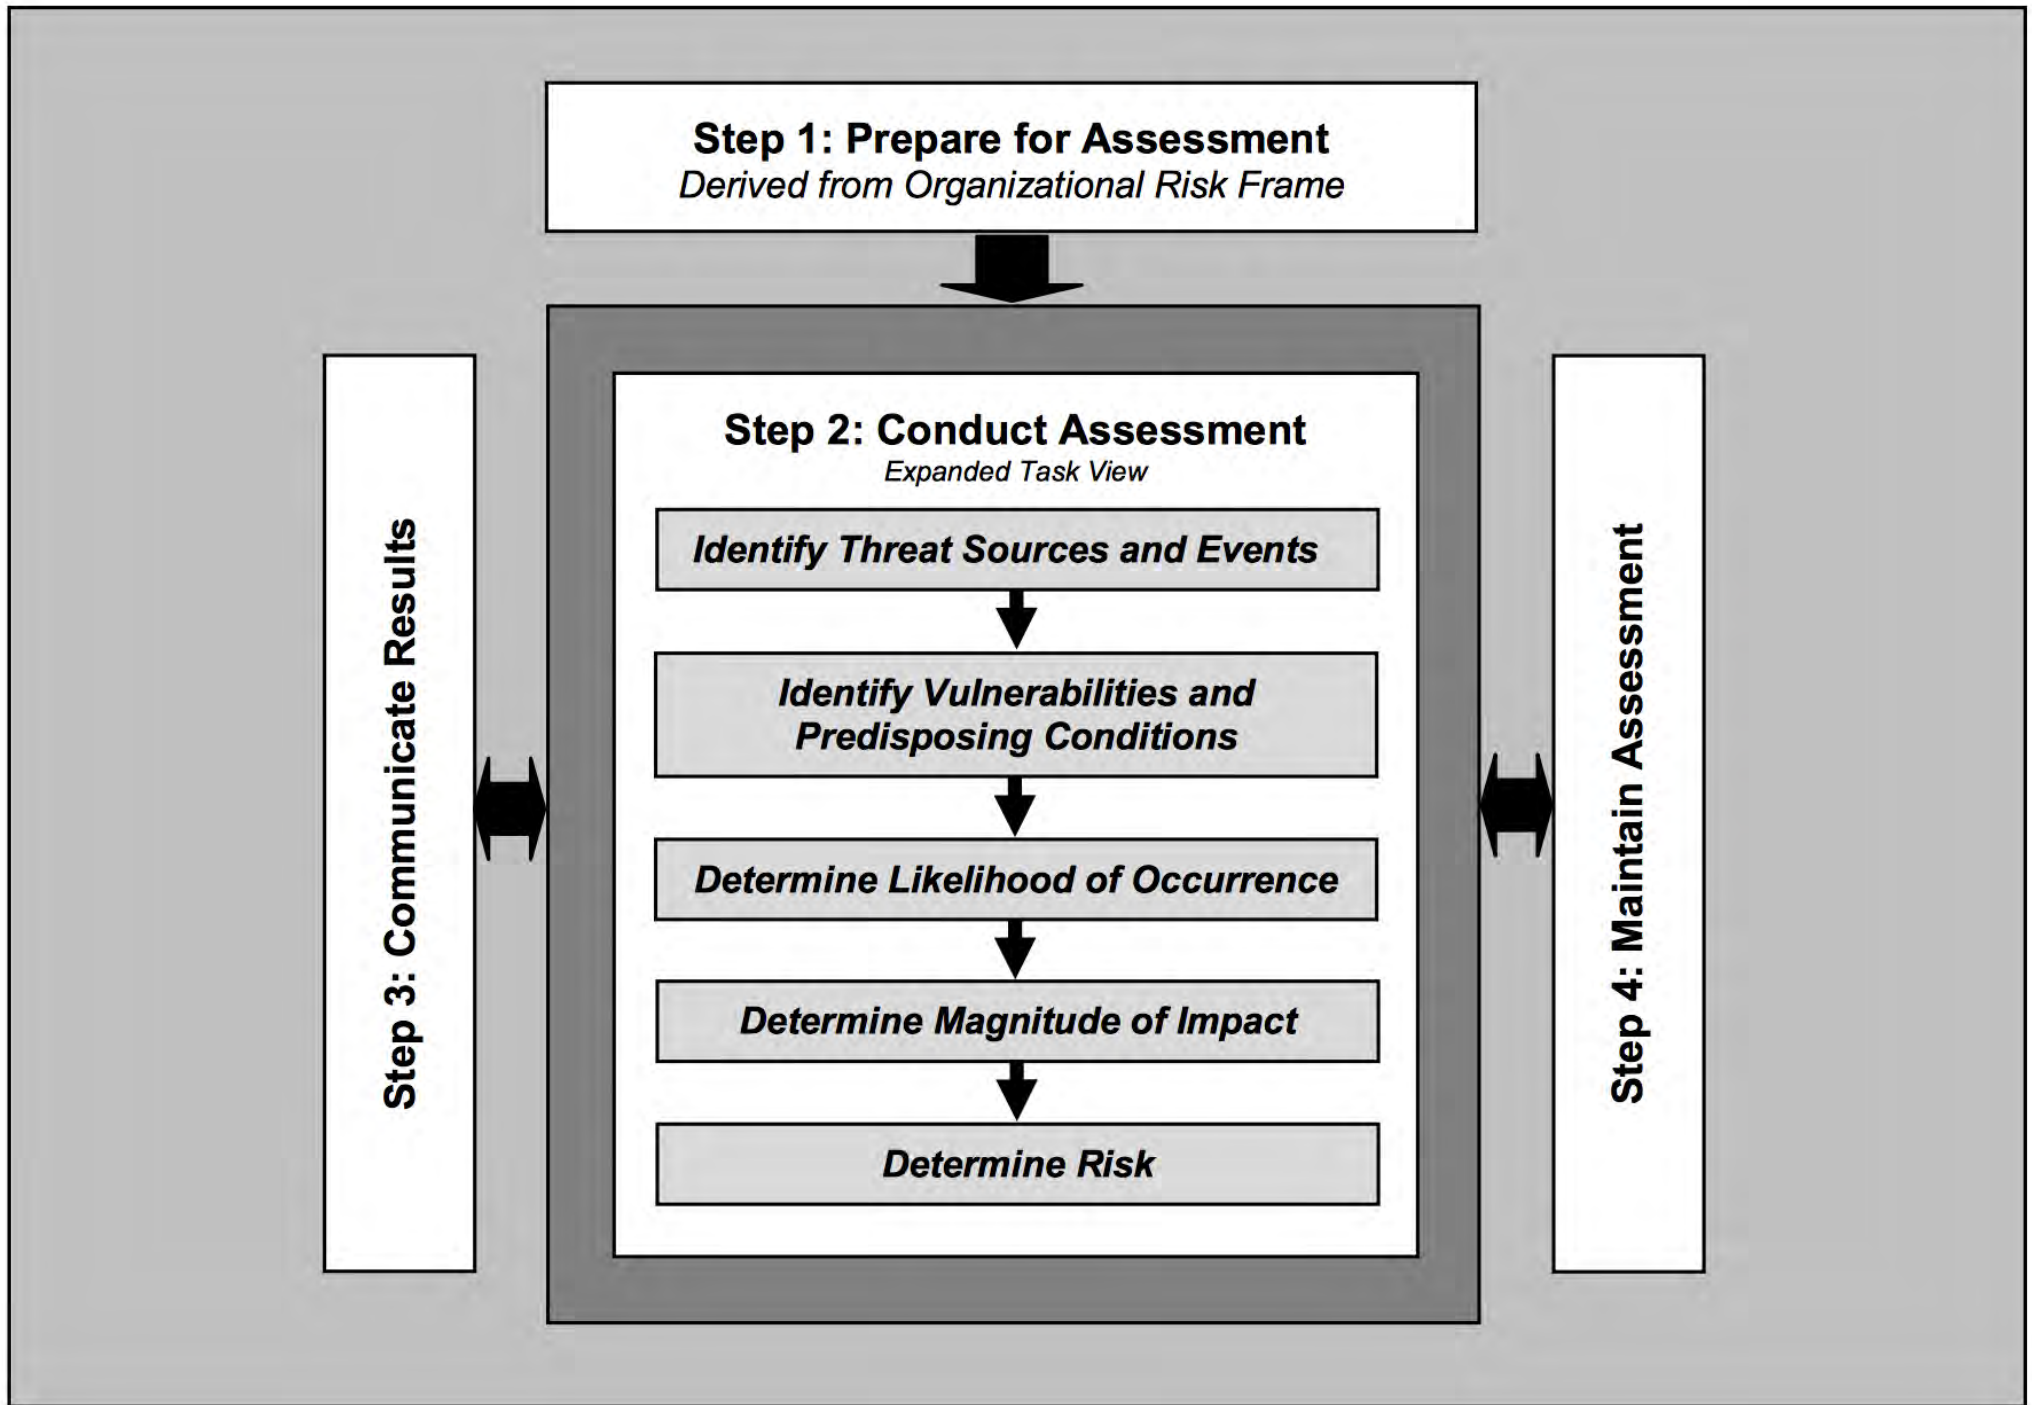 Step 1: Prepare for Assessment
Derived from Organizational Risk Frame
Step 2: Conduct Assessment
Expanded Task View
Identify Threat Sources and Events
Identify Vulnerabilities and
Predisposing Conditions
Determine Likelihood of Occurrence
Determine Magnitude of Impact
Determine Risk
Step 3: Communicate Results
Step 4: Maintain Assessment